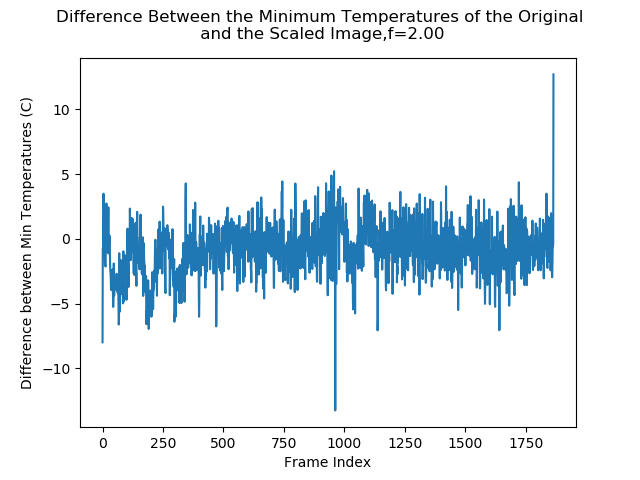 Difference Between the Minimum Temperatures of the Original
and the Scaled Image,f=2.00
10
5
0
−5
−10
Difference between Min Temperatures (C)
0 250 500 750 1000 1250 1500 1750
Frame Index